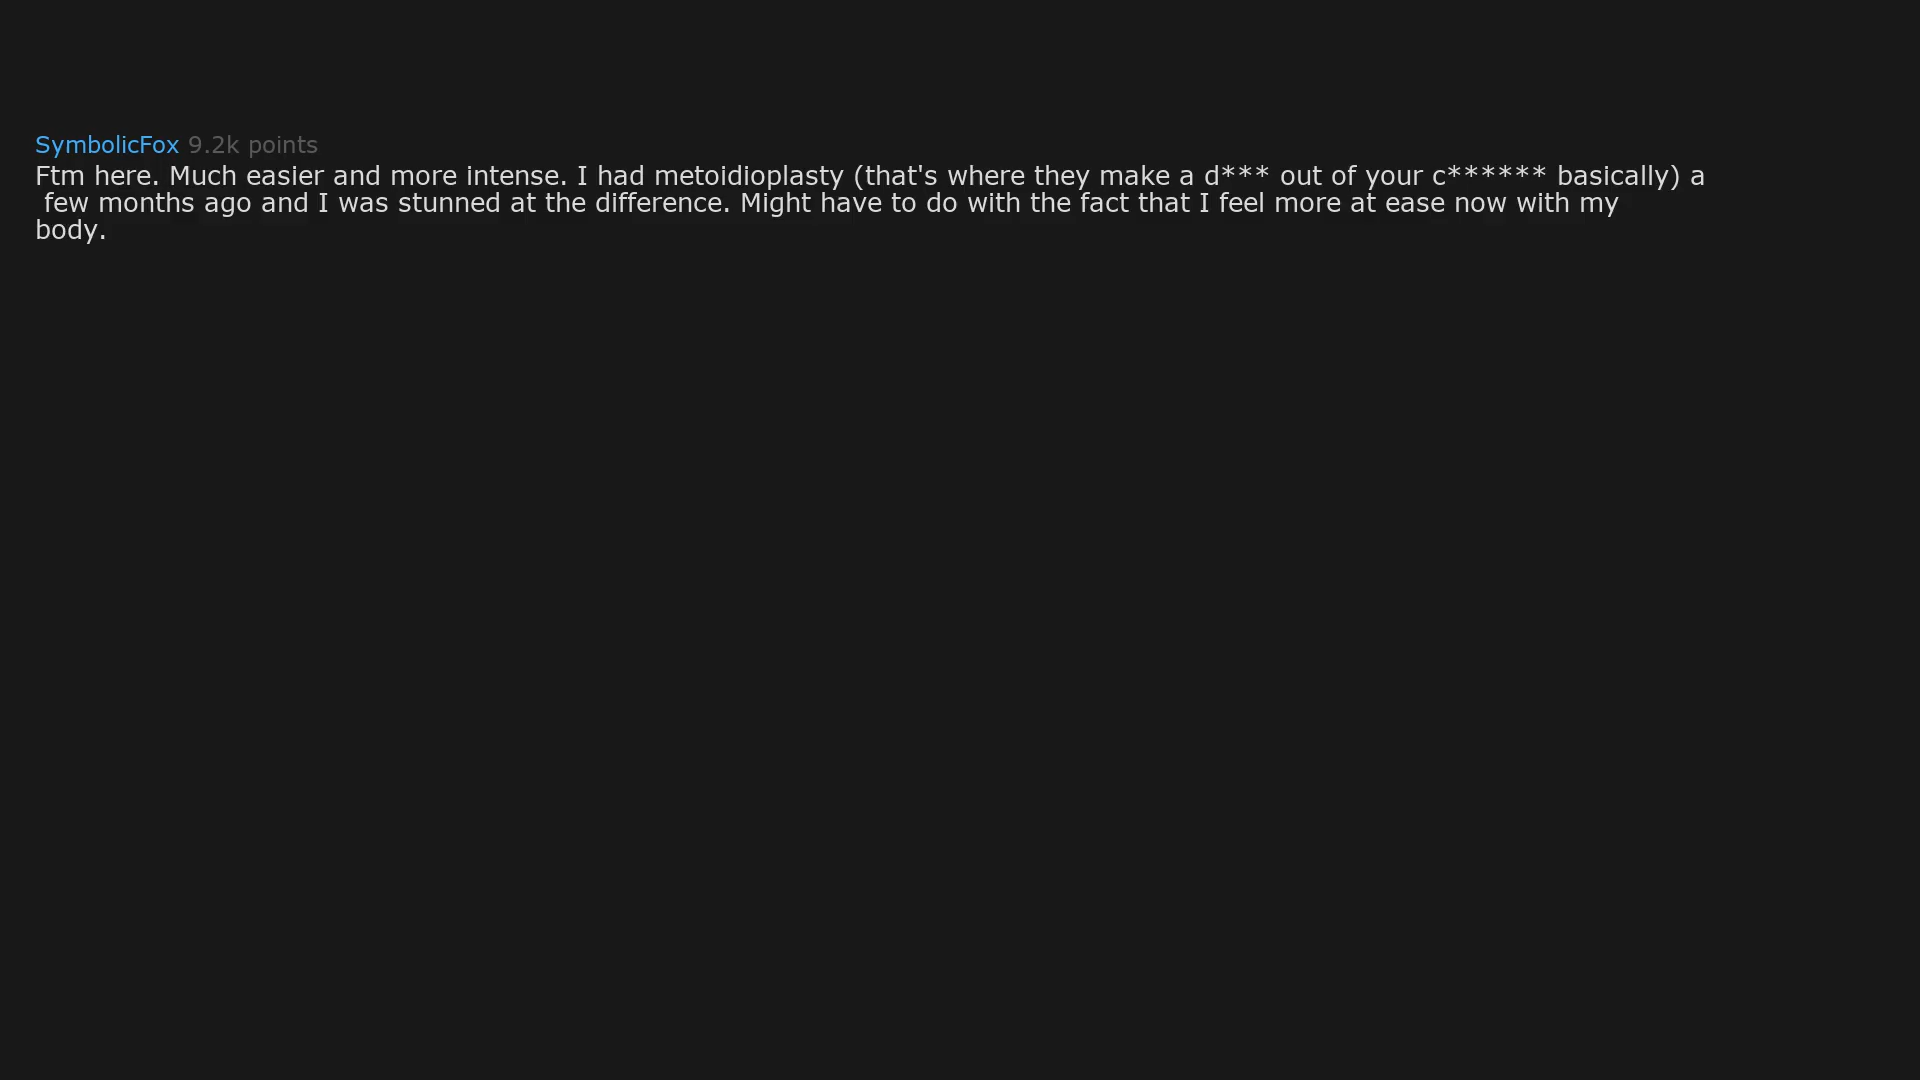 SymbolicFox 9.2k points
Ftm here. Much easier and more intense. I had metoidioplasty (that's where they make a d*** out of your c****** basically) a
few months ago and I was stunned at the difference. Might have to do with the fact that I feel more at ease now with my
body.